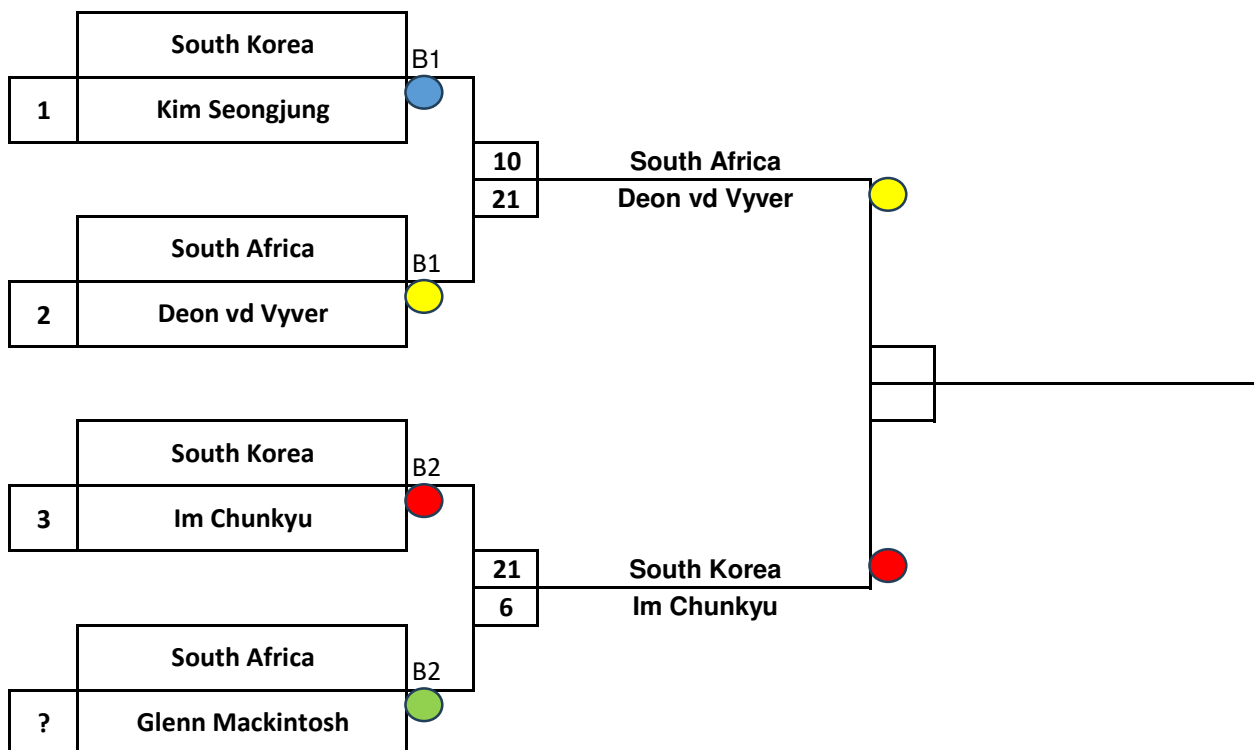 South Korea
B1
1
Kim Seongjung
10
South Africa
21
Deon vd Vyver
South Africa
B1
2
Deon vd Vyver
South Korea
B2
3
Im Chunkyu
21
South Korea
6
Im Chunkyu
South Africa
B2
?
Glenn Mackintosh